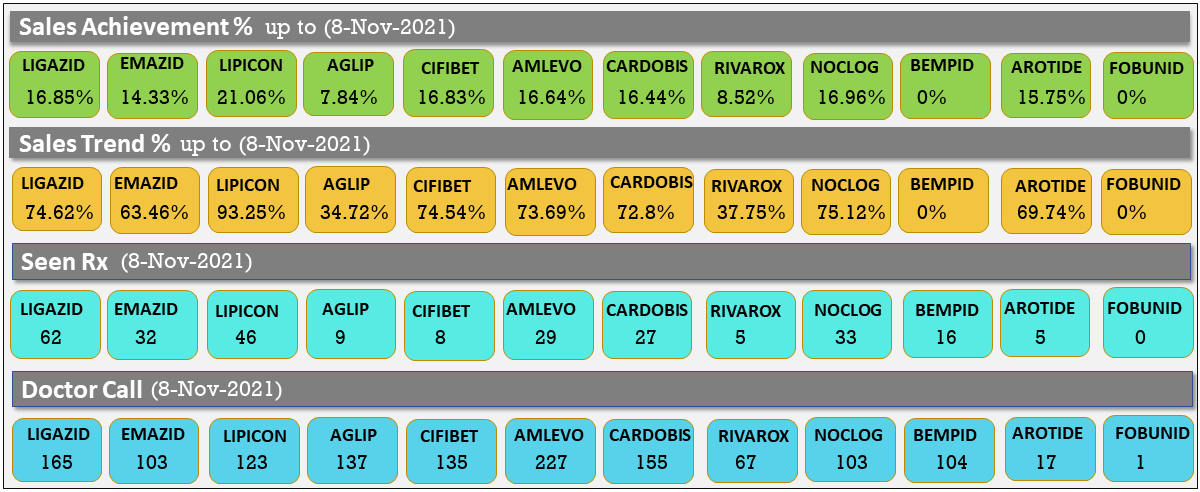 Sales Achievement % up to (8-Nov-2021)
LIGAZID EMAZID LIPICON AGLIP CIFIBET AMLEVO CARDOBIS RIVAROX NOCLOG BEMPID AROTIDE FOBUNID
16.85% 14.33% 21.06% 7.84% 16.83% 16.64% 16.44% 8.52% 16.96% 0% 15.75% 0%
Sales Trend % up to (8-Nov-2021)
LIGAZID EMAZID LIPICON AGLIP CIFIBET AMLEVO CARDOBIS RIVAROX NOCLOG BEMPID AROTIDE FOBUNID
74.62% 63.46% 93.25% 34.72% 74.54% 73.69% 72.8% 37.75% 75.12% 0% 69.74% 0%
Seen Rx (8-Nov-2021)
LIGAZID EMAZID LIPICON AGLIP CIFIBET AMLEVO CARDOBIS RIVAROX NOCLOG BEMPID AROTIDE FOBUNID
62 32 46 9 8 29 27 5 33 16 5 0
Doctor Call (8-Nov-2021)
LIGAZID EMAZID LIPICON AGLIP CIFIBET AMLEVO CARDOBIS RIVAROX NOCLOG BEMPID AROTIDE FOBUNID
165 103 123 137 135 227 155 67 103 104 17 1